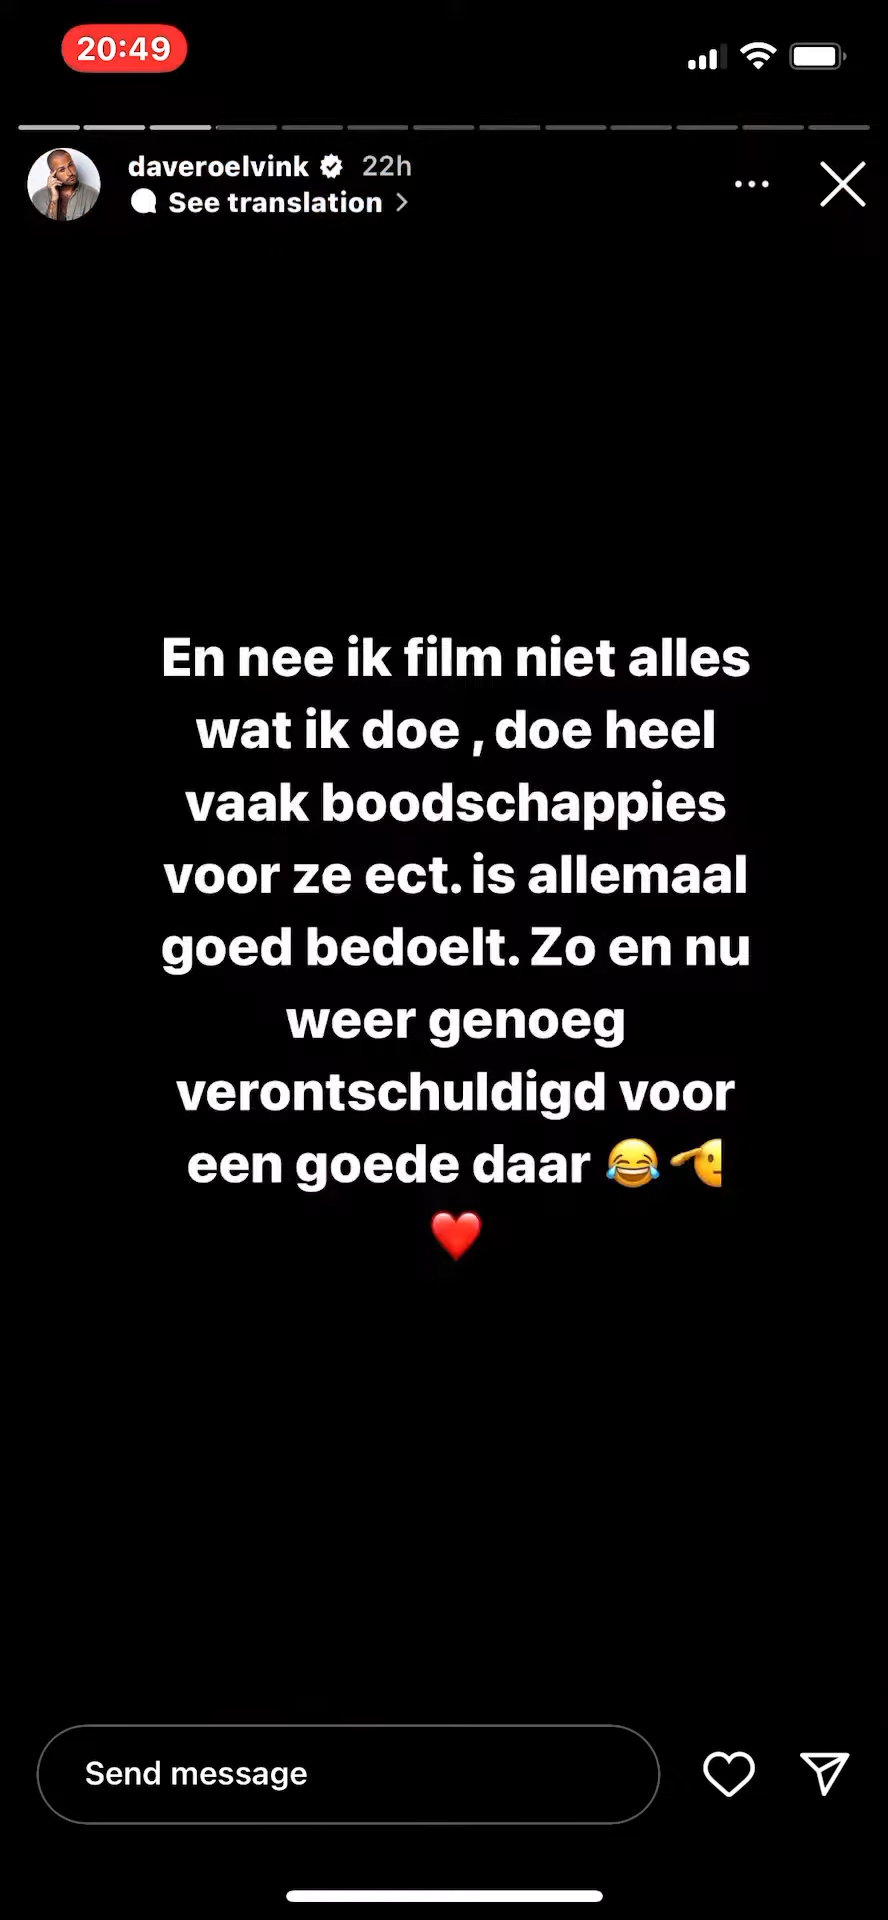 20:49
daveroelvink 22h
See translation
En nee ik film niet alles
wat ik doe , doe heel
vaak boodschappies
voor ze ect. is allemaal
goed bedoelt. Zo en nu
weer genoeg
verontschuldigd voor
een goede daar 😂🫡
❤️
Send message